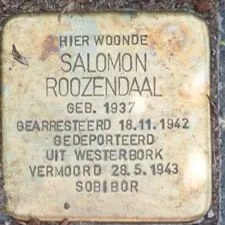 HIER WOONDE
SALOMON
ROOZENDAAL
GEB. 1937
GEARRESTEERD 18.11.1942
GEDEPORTEERD
UIT WESTERBORK
VERMOORD 28.5.1943
SOBIBOR